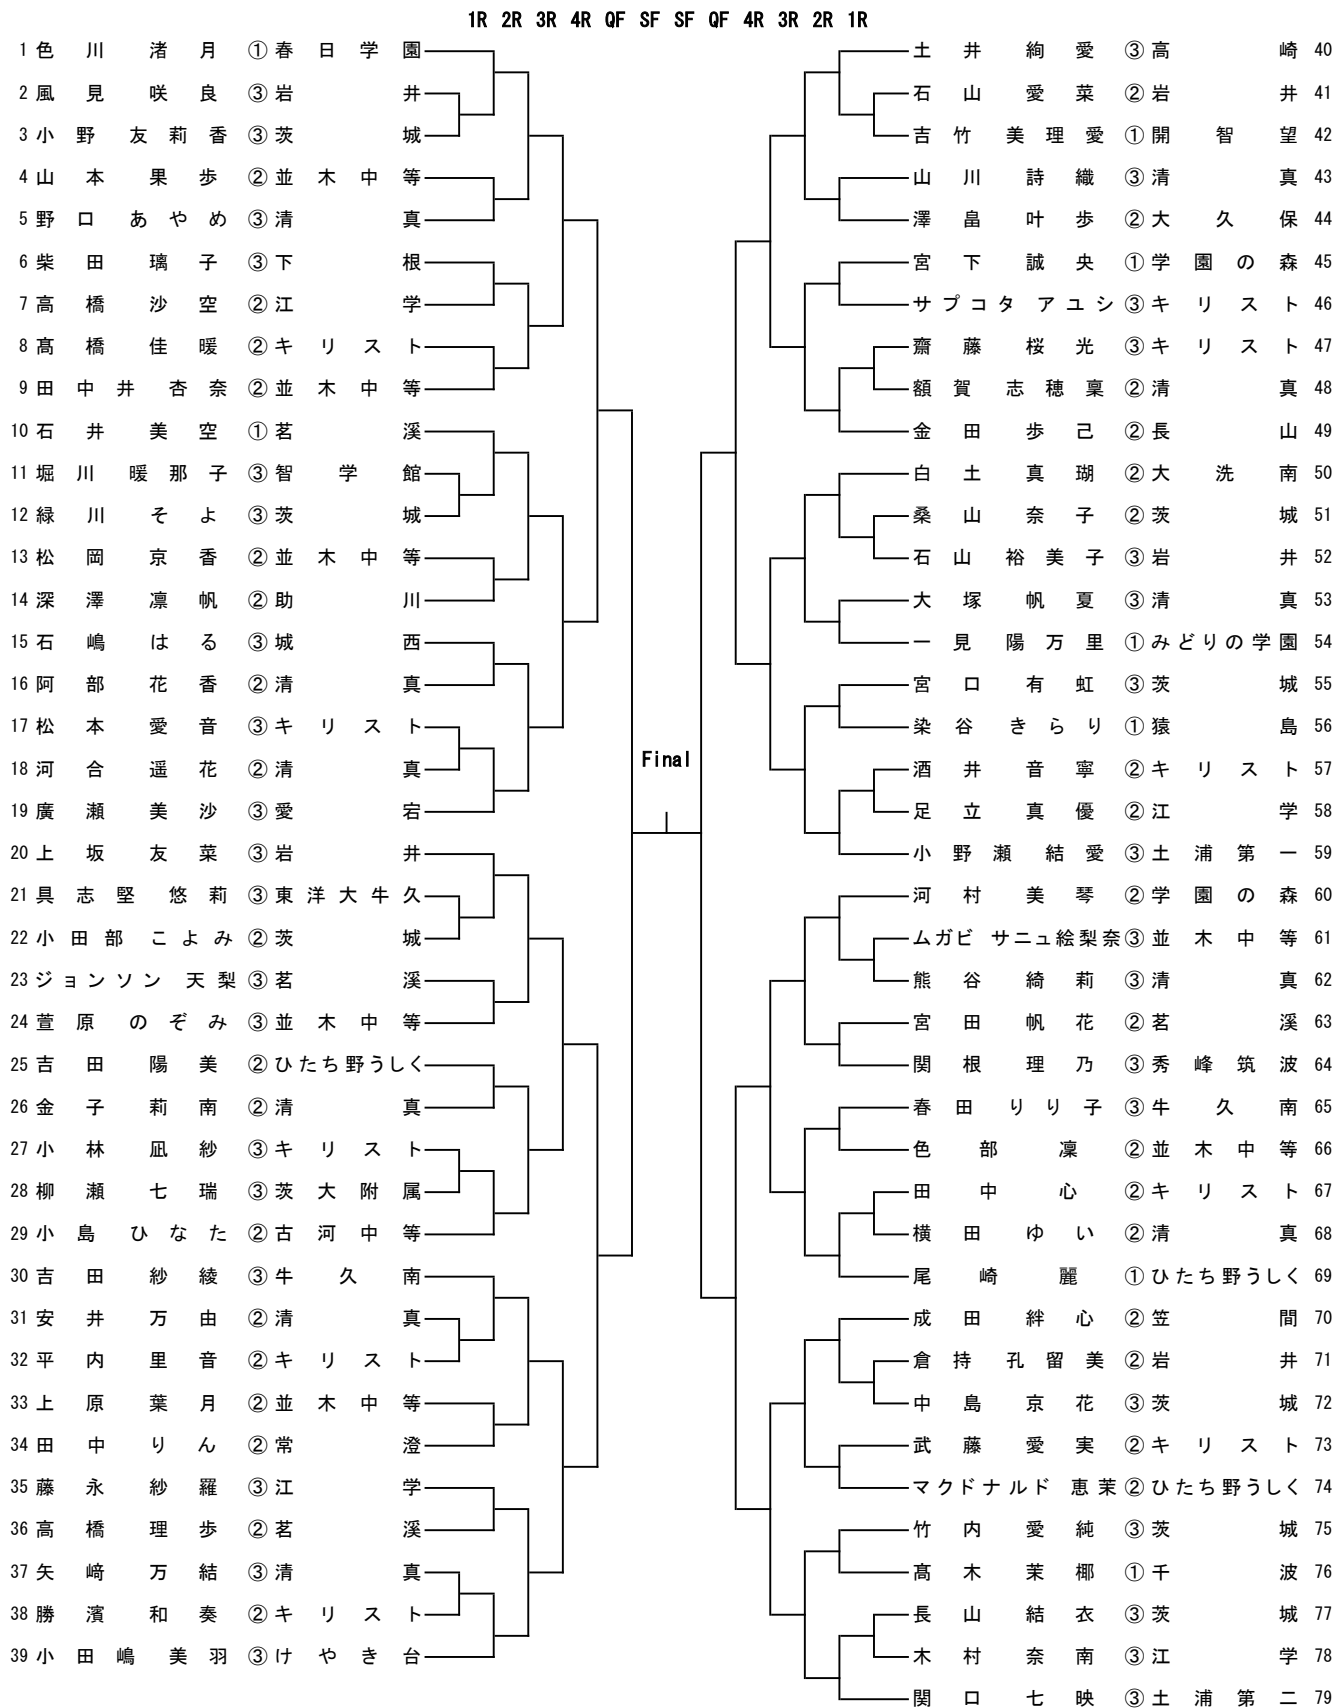 1R 2R 3R 4R QF SF SF QF 4R 3R 2R 1R
1 色川 渚月 ① 春日学園
2 風見 咲良 ③ 岩井
3 小野 友莉香 ③ 茨城
4 山本 果歩 ② 並木中等
5 野口 あやめ ③ 清真
6 柴田 璃子 ③ 下根
7 高橋 沙空 ② 江学
8 髙橋 佳暖 ② キリスト
9 田中井 杏奈 ② 並木中等
10 石井 美空 ① 茗溪
11 堀川 暖那子 ③ 智学館
12 緑川 そよ ③ 茨城
13 松岡 京香 ② 並木中等
14 深澤 凛帆 ② 助川
15 石嶋 はる ③ 城西
16 阿部 花香 ② 清真
17 松本 愛音 ③ キリスト
18 河合 遥花 ② 清真
19 廣瀬 美沙 ③ 愛宕
20 上坂 友菜 ③ 岩井
21 具志堅 悠莉 ③ 東洋大牛久
22 小田部 こよみ ② 茨城
23 ジョンソン 天梨 ③ 茗溪
24 萱原 のぞみ ③ 並木中等
25 吉田 陽美 ② ひたち野うしく
26 金子 莉南 ② 清真
27 小林 凪紗 ③ キリスト
28 柳瀬 七瑞 ③ 茨大附属
29 小島 ひなた ② 古河中等
30 吉田 紗綾 ③ 牛久南
31 安井 万由 ② 清真
32 平内 里音 ② キリスト
33 上原 葉月 ② 並木中等
34 田中 りん ② 常澄
35 藤永 紗羅 ③ 江学
36 高橋 理歩 ② 茗溪
37 矢﨑 万結 ③ 清真
38 勝濱 和奏 ② キリスト
39 小田嶋 美羽 ③ けやき台
Final
土井 絢愛 ③ 高崎 40
石山 愛菜 ② 岩井 41
吉竹 美理愛 ① 開智望 42
山川 詩織 ③ 清真 43
澤畠 叶歩 ② 大久保 44
宮下 誠央 ① 学園の森 45
サプコタ アユシ ③ キリスト 46
齋藤 桜光 ③ キリスト 47
額賀 志穂稟 ② 清真 48
金田 歩己 ② 長山 49
白土 真瑚 ② 大洗南 50
桑山 奈子 ② 茨城 51
石山 裕美子 ③ 岩井 52
大塚 帆夏 ③ 清真 53
一見 陽万里 ① みどりの学園 54
宮口 有虹 ③ 茨城 55
染谷 きらり ① 猿島 56
酒井 音寧 ② キリスト 57
足立 真優 ② 江学 58
小野瀬 結愛 ③ 土浦第一 59
河村 美琴 ② 学園の森 60
ムガビ サニュ絵梨奈 ③ 並木中等 61
熊谷 綺莉 ③ 清真 62
宮田 帆花 ② 茗溪 63
関根 理乃 ③ 秀峰筑波 64
春田 りり子 ③ 牛久南 65
色部 凜 ② 並木中等 66
田中 心 ② キリスト 67
横田 ゆい ② 清真 68
尾崎 麗 ① ひたち野うしく 69
成田 絆心 ② 笠間 70
倉持 孔留美 ② 岩井 71
中島 京花 ③ 茨城 72
武藤 愛実 ② キリスト 73
マクドナルド 恵茉 ② ひたち野うしく 74
竹内 愛純 ③ 茨城 75
髙木 茉椰 ① 千波 76
長山 結衣 ③ 茨城 77
木村 奈南 ③ 江学 78
関口 七映 ③ 土浦第二 79